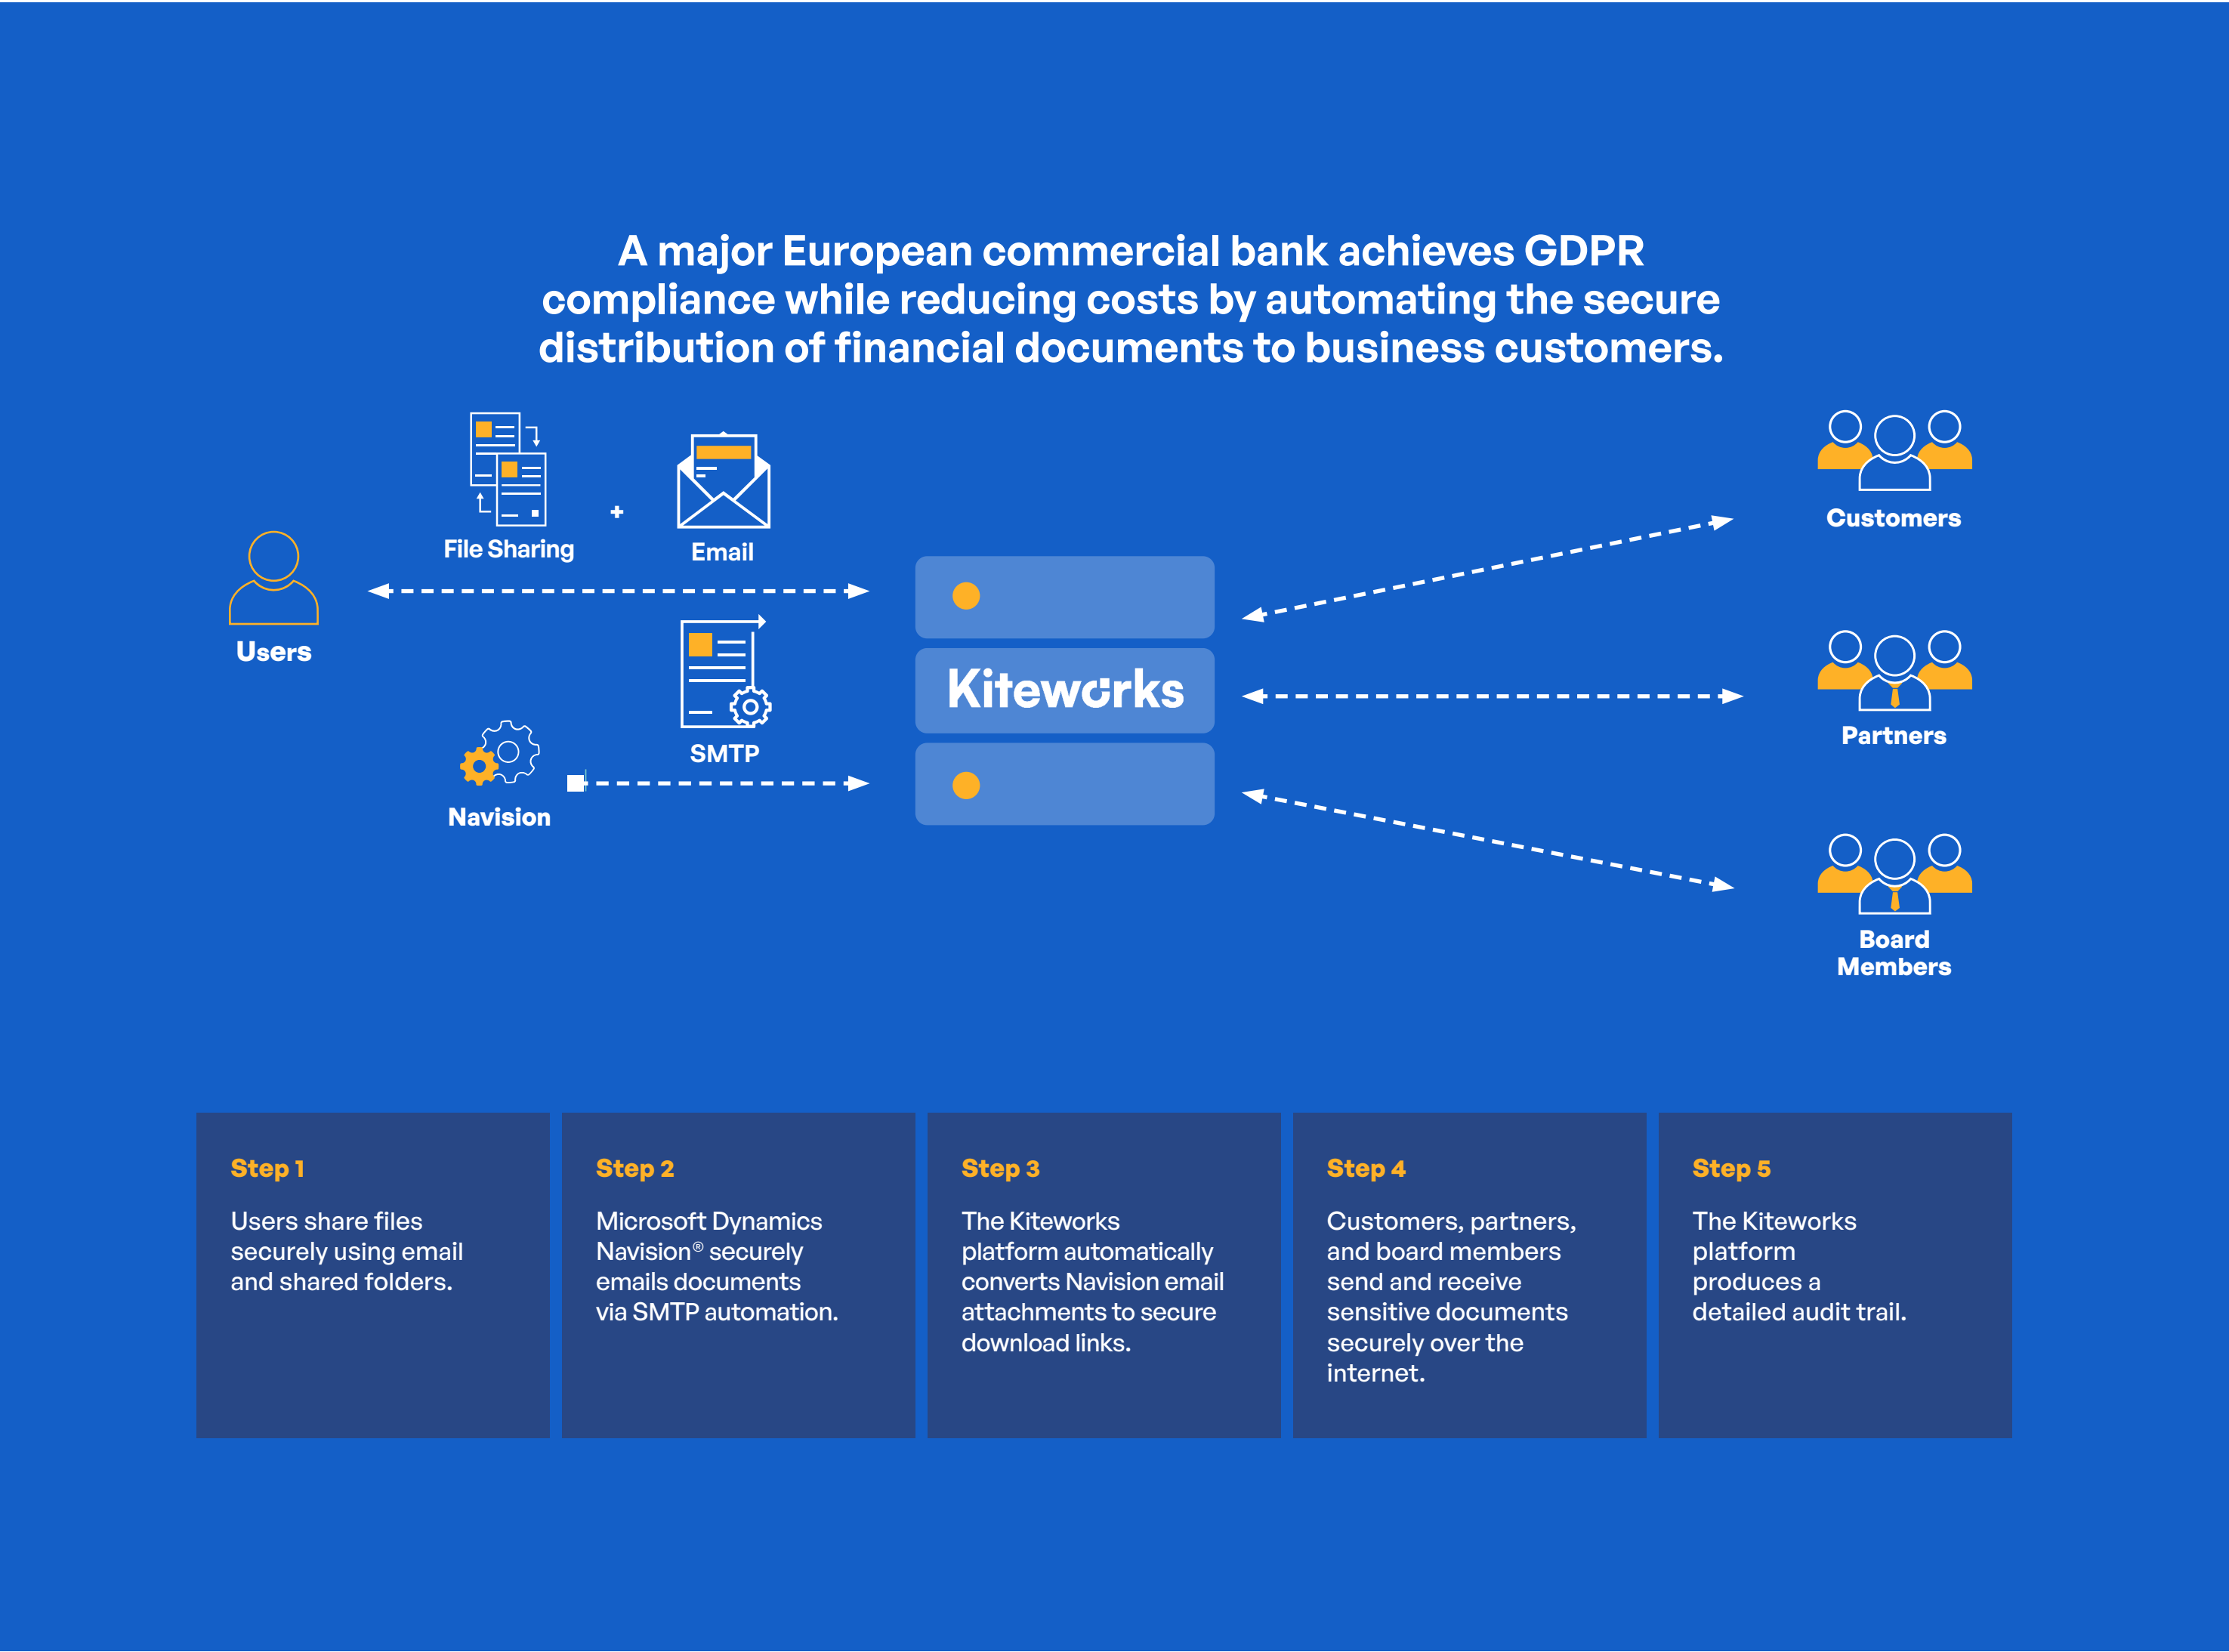 A major European commercial bank achieves GDPR
compliance while reducing costs by automating the secure
distribution of financial documents to business customers.
File Sharing
+
Email
Users
SMTP
Navision
Kiteworks
Customers
Partners
Board
Members
Step 1
Users share files
securely using email
and shared folders.
Step 2
Microsoft Dynamics
Navision® securely
emails documents
via SMTP automation.
Step 3
The Kiteworks
platform automatically
converts Navision email
attachments to secure
download links.
Step 4
Customers, partners,
and board members
send and receive
sensitive documents
securely over the
internet.
Step 5
The Kiteworks
platform
produces a
detailed audit trail.